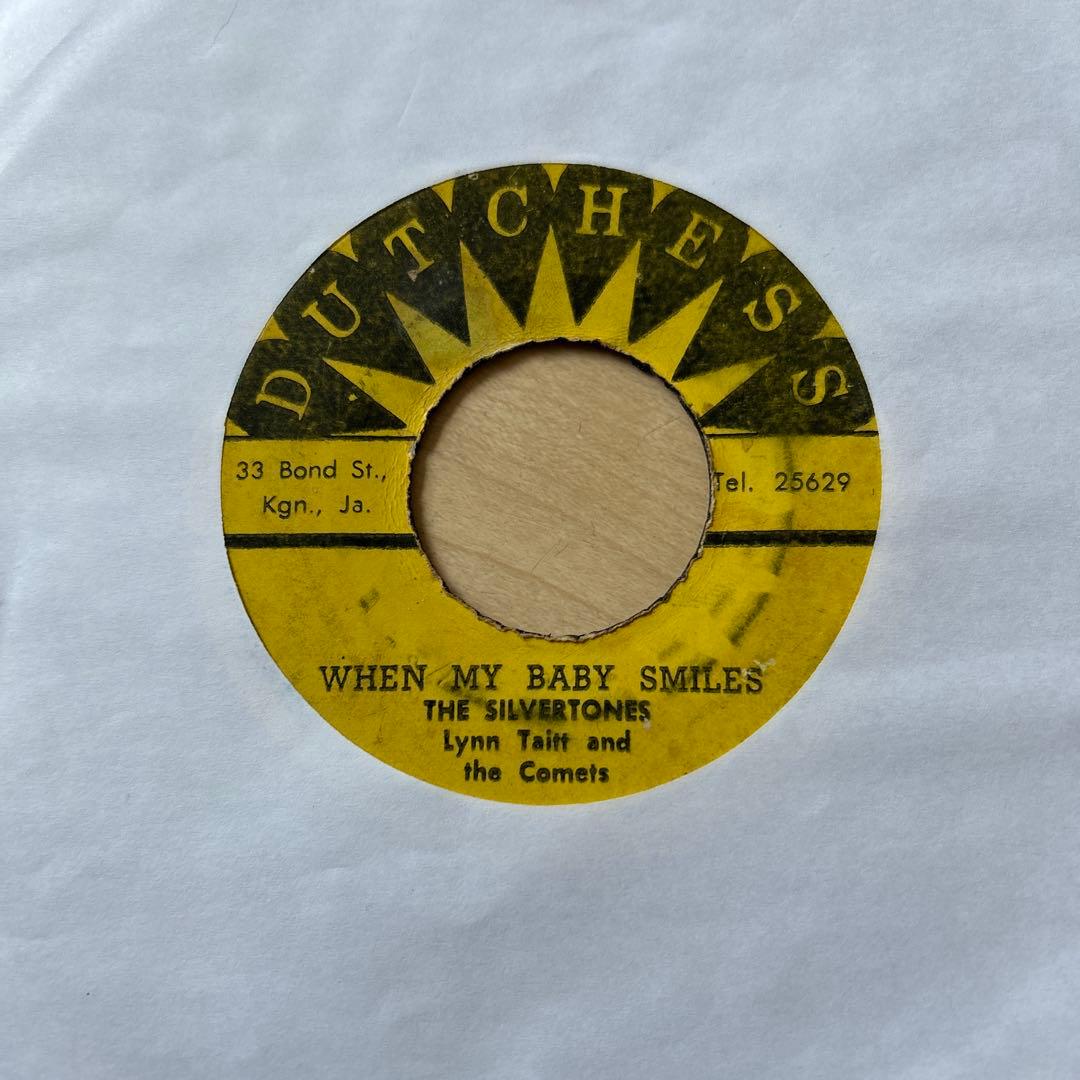 DUTCHESS
33 Bond St.,
Kgn., Ja.
Tel. 25629
WHEN MY BABY SMILES
THE SILVERTONES
Lynn Taitt and
the Comets